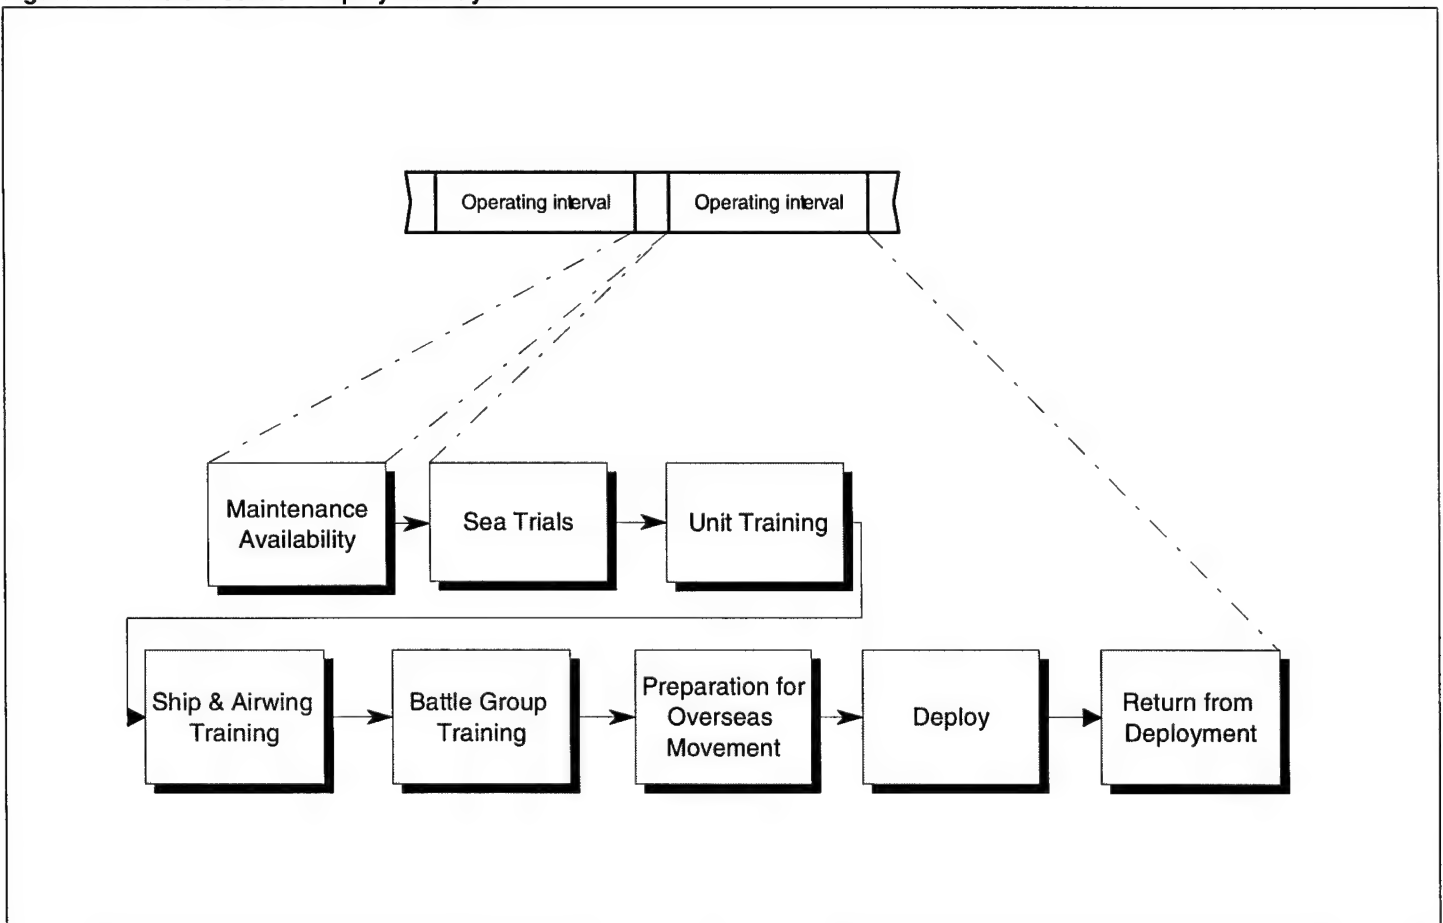 Operating interval
Operating interval
Maintenance
Availability
Sea Trials
Unit Training
Ship & Airwing
Training
Battle Group
Training
Preparation for
Overseas
Movement
Deploy
Return from
Deployment